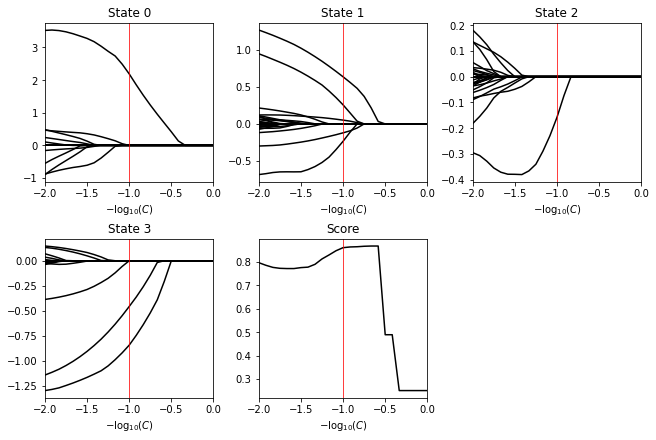 State 0
3
2
1
0
−1
−2.0 −1.5 −1.0 −0.5 0.0
−log₁₀(C)
State 1
1.0
0.5
0.0
−0.5
−2.0 −1.5 −1.0 −0.5 0.0
−log₁₀(C)
State 2
0.2
0.1
0.0
−0.1
−0.2
−0.3
−0.4
−2.0 −1.5 −1.0 −0.5 0.0
−log₁₀(C)
State 3
0.00
−0.25
−0.50
−0.75
−1.00
−1.25
−2.0 −1.5 −1.0 −0.5 0.0
−log₁₀(C)
Score
0.8
0.7
0.6
0.5
0.4
0.3
−2.0 −1.5 −1.0 −0.5 0.0
−log₁₀(C)